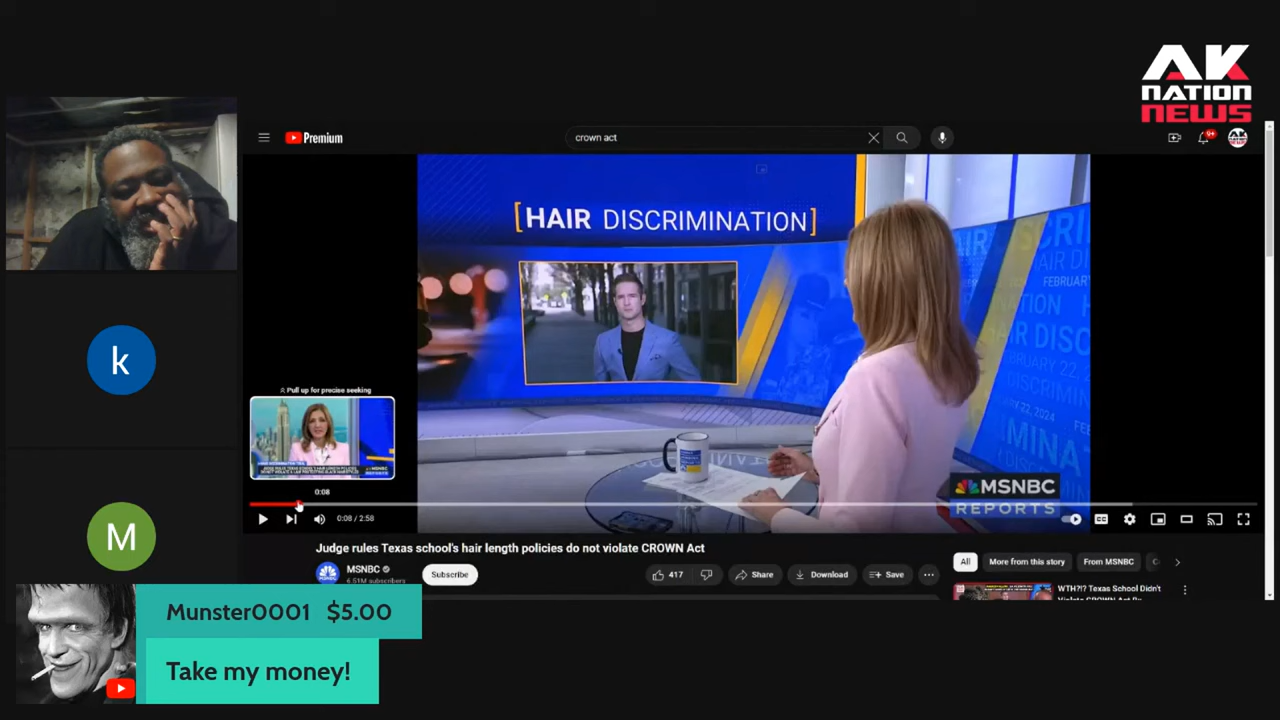 AK
NATION
NEWS
Premium
crown act
9+
[HAIR DISCRIMINATION]
Pull up for precise seeking
0:08
MSNBC
REPORTS
0:08 / 2:58
Judge rules Texas school's hair length policies do not violate CROWN Act
MSNBC
6.51M subscribers
Subscribe
417
Share
Download
Save
All
More from this story
From MSNBC
WTH?!? Texas School Didn't
Violate CROWN Act By
k
M
Munster0001 $5.00
Take my money!